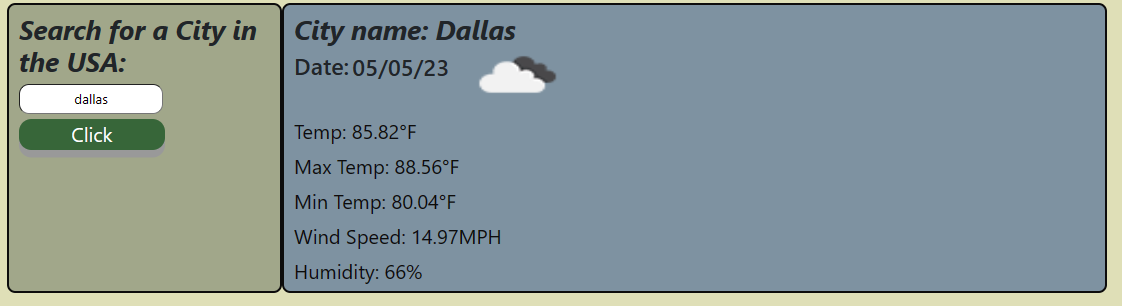 Search for a City in
the USA:
dallas
Click
City name: Dallas
Date: 05/05/23
Temp: 85.82°F
Max Temp: 88.56°F
Min Temp: 80.04°F
Wind Speed: 14.97MPH
Humidity: 66%